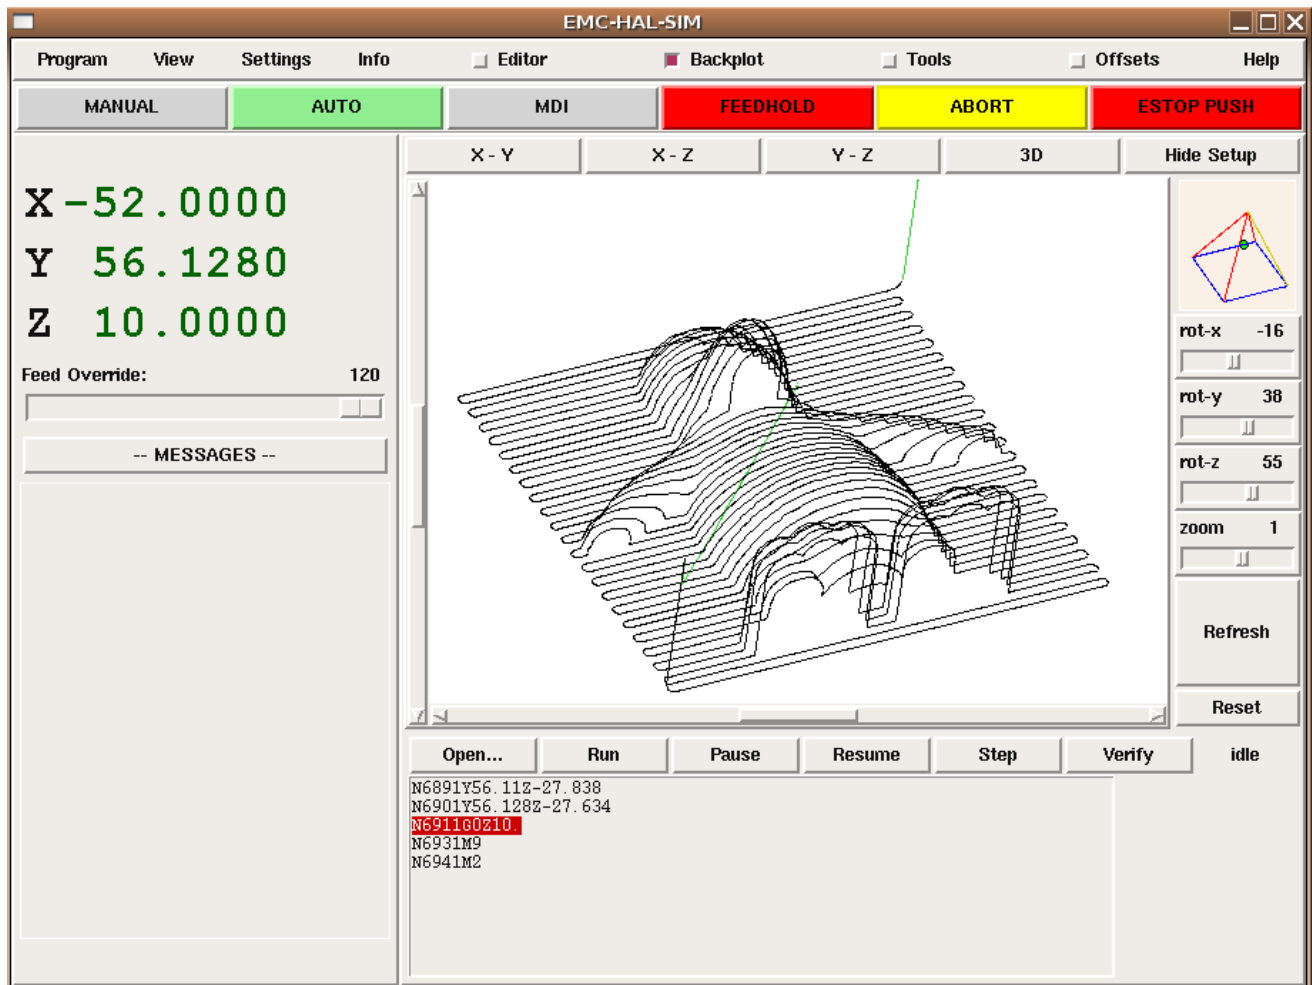 EMC-HAL-SIM
Program View Settings Info Editor Backplot Tools Offsets Help
MANUAL AUTO MDI FEEDHOLD ABORT ESTOP PUSH
X - Y X - Z Y - Z 3D Hide Setup
X -52.0000
Y 56.1280
Z 10.0000
Feed Override: 120
-- MESSAGES --
rot-x -16
rot-y 38
rot-z 55
zoom 1
Refresh
Reset
Open... Run Pause Resume Step Verify idle
N6891Y56.11Z-27.838
N6901Y56.128Z-27.634
N6911G0Z10.
N6931M9
N6941M2